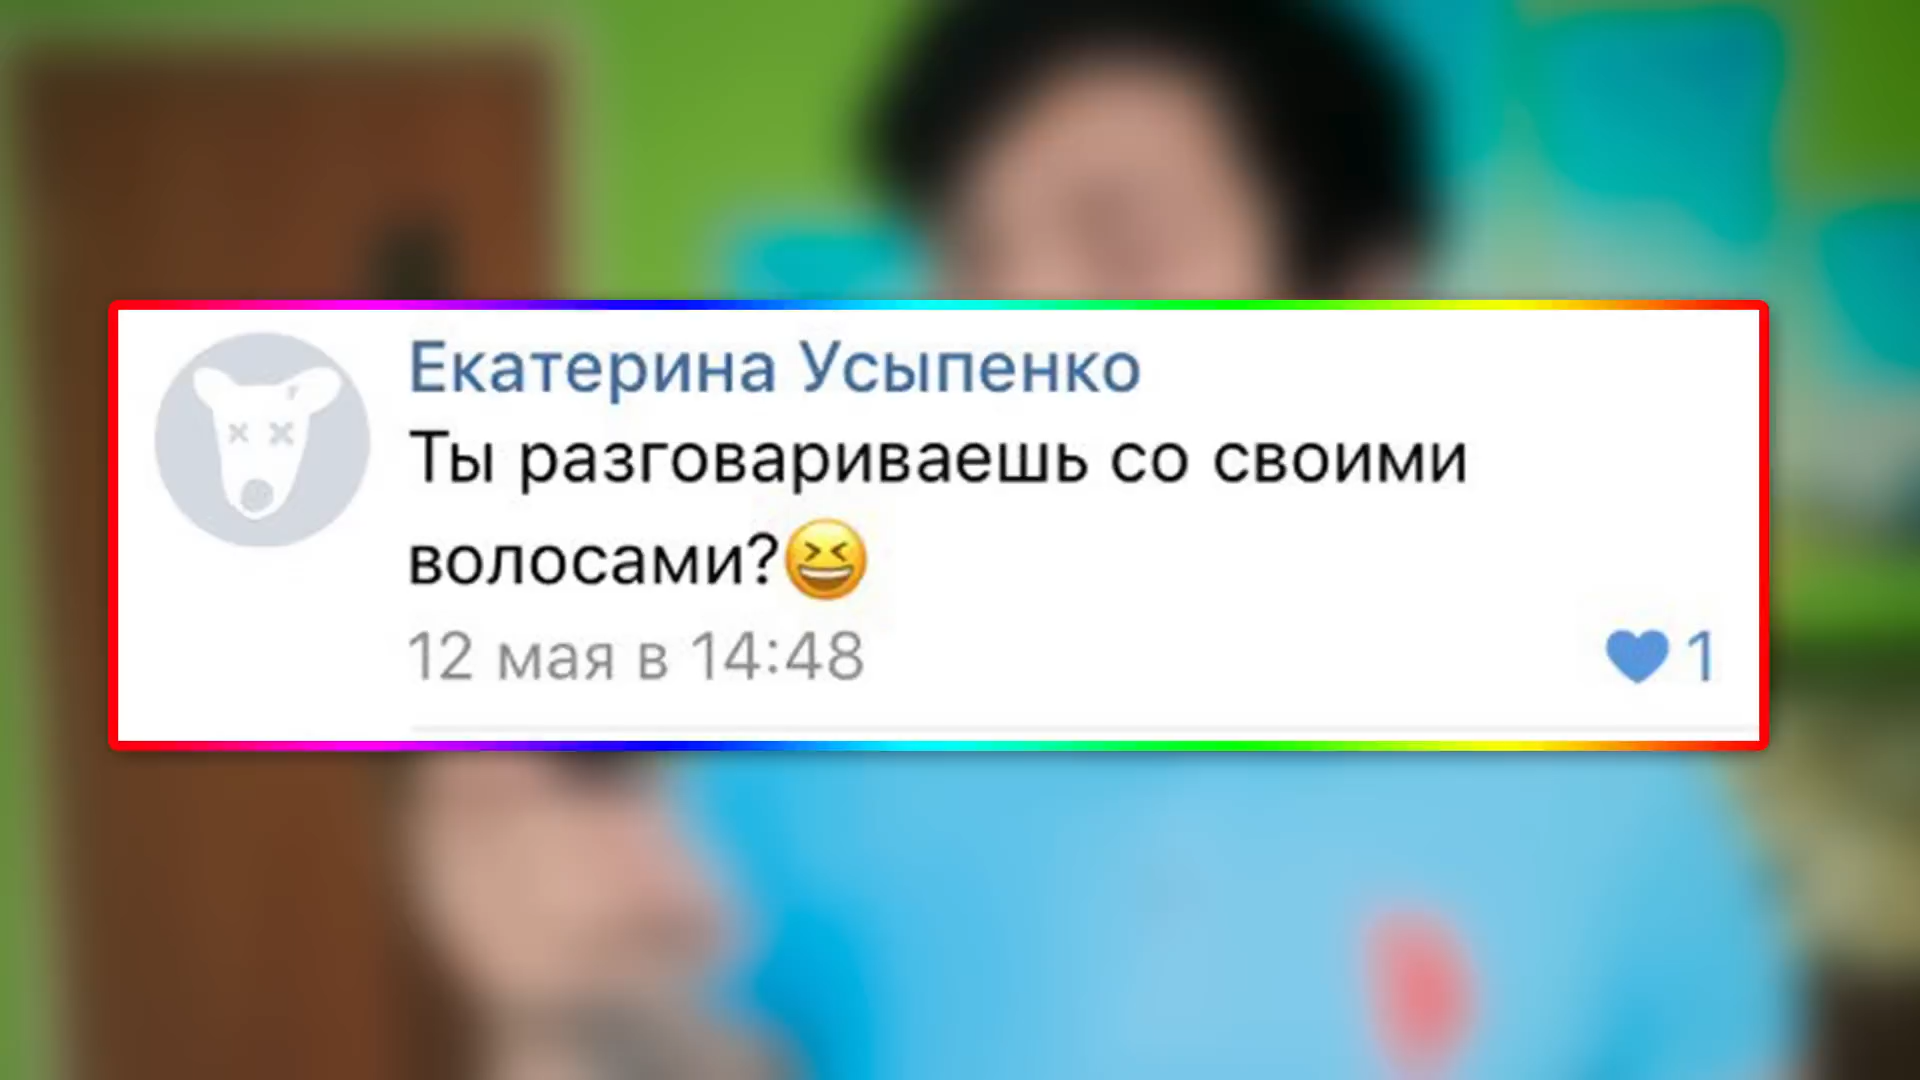 Екатерина Усыпенко
Ты разговариваешь со своими
волосами?😆
12 мая в 14:48
1